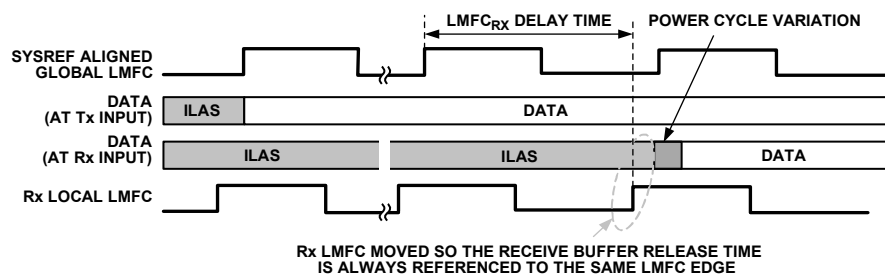 LMFCRX DELAY TIME
POWER CYCLE VARIATION
SYSREF ALIGNED
GLOBAL LMFC
DATA
(AT Tx INPUT)
ILAS
DATA
DATA
(AT Rx INPUT)
ILAS
ILAS
DATA
Rx LOCAL LMFC
Rx LMFC MOVED SO THE RECEIVE BUFFER RELEASE TIME
IS ALWAYS REFERENCED TO THE SAME LMFC EDGE